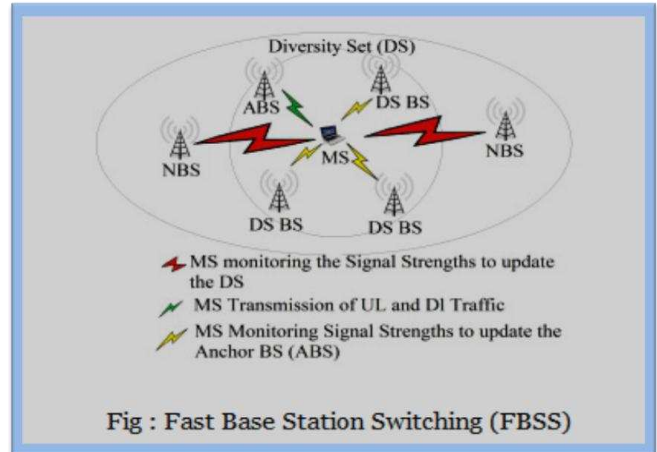 Diversity Set (DS)
ABS
DS BS
NBS
MS
NBS
DS BS
DS BS
MS monitoring the Signal Strengths to update
the DS
MS Transmission of UL and Dl Traffic
MS Monitoring Signal Strengths to update the
Anchor BS (ABS)
Fig : Fast Base Station Switching (FBSS)